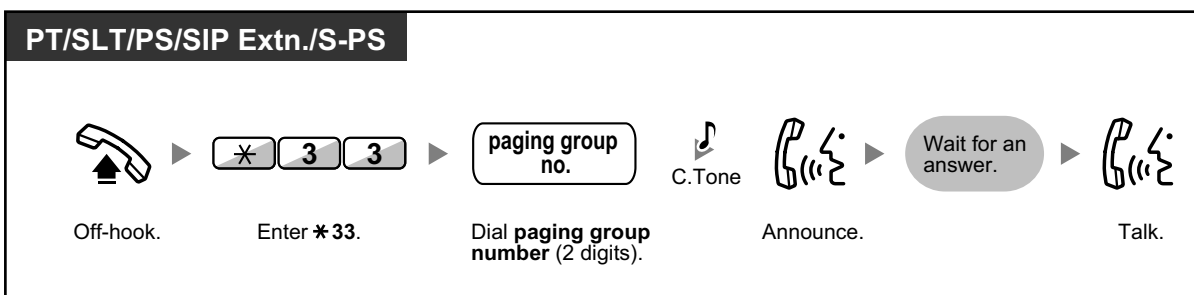 PT/SLT/PS/SIP Extn./S-PS
* 3 3
paging group
no.
C.Tone
Wait for an
answer.
Off-hook.
Enter *33.
Dial paging group
number (2 digits).
Announce.
Talk.